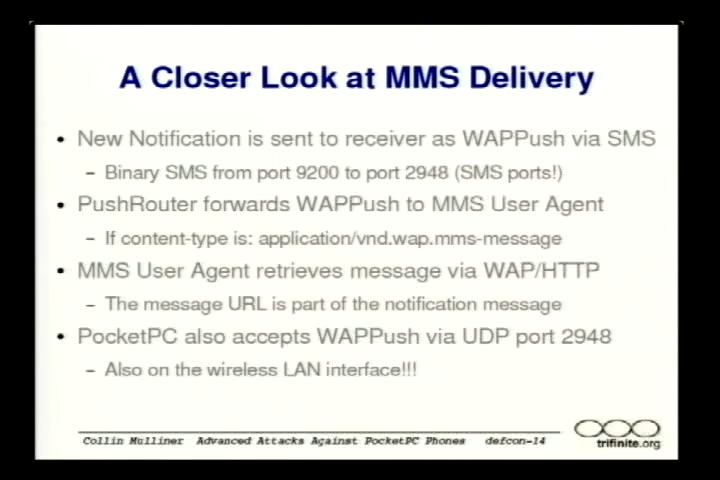 A Closer Look at MMS Delivery
• New Notification is sent to receiver as WAPPush via SMS
– Binary SMS from port 9200 to port 2948 (SMS ports!)
• PushRouter forwards WAPPush to MMS User Agent
– If content-type is: application/vnd.wap.mms-message
• MMS User Agent retrieves message via WAP/HTTP
– The message URL is part of the notification message
• PocketPC also accepts WAPPush via UDP port 2948
– Also on the wireless LAN interface!!!
Collin Mulliner Advanced Attacks Against PocketPC Phones defcon-14
trifinite.org